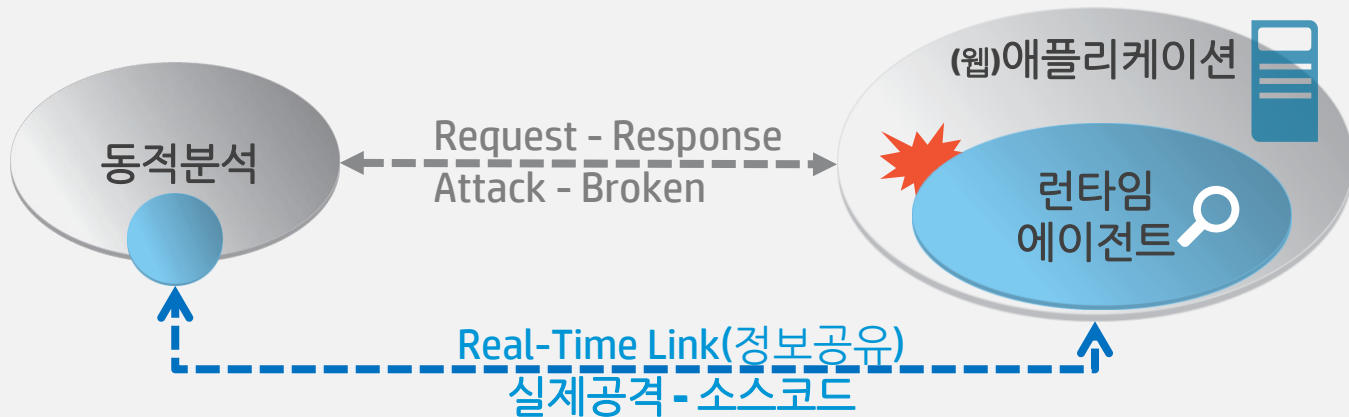 (웹)애플리케이션
동적분석
Request - Response
Attack - Broken
런타임
에이전트
Real-Time Link(정보공유)
실제공격 - 소스코드